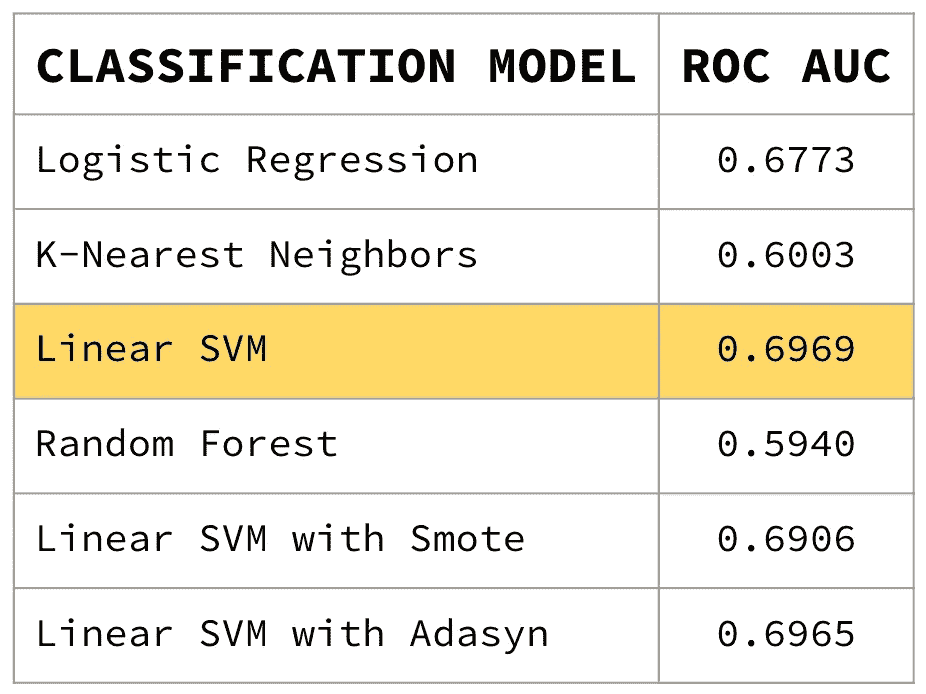 CLASSIFICATION MODEL ROC AUC
Logistic Regression 0.6773
K-Nearest Neighbors 0.6003
Linear SVM 0.6969
Random Forest 0.5940
Linear SVM with Smote 0.6906
Linear SVM with Adasyn 0.6965